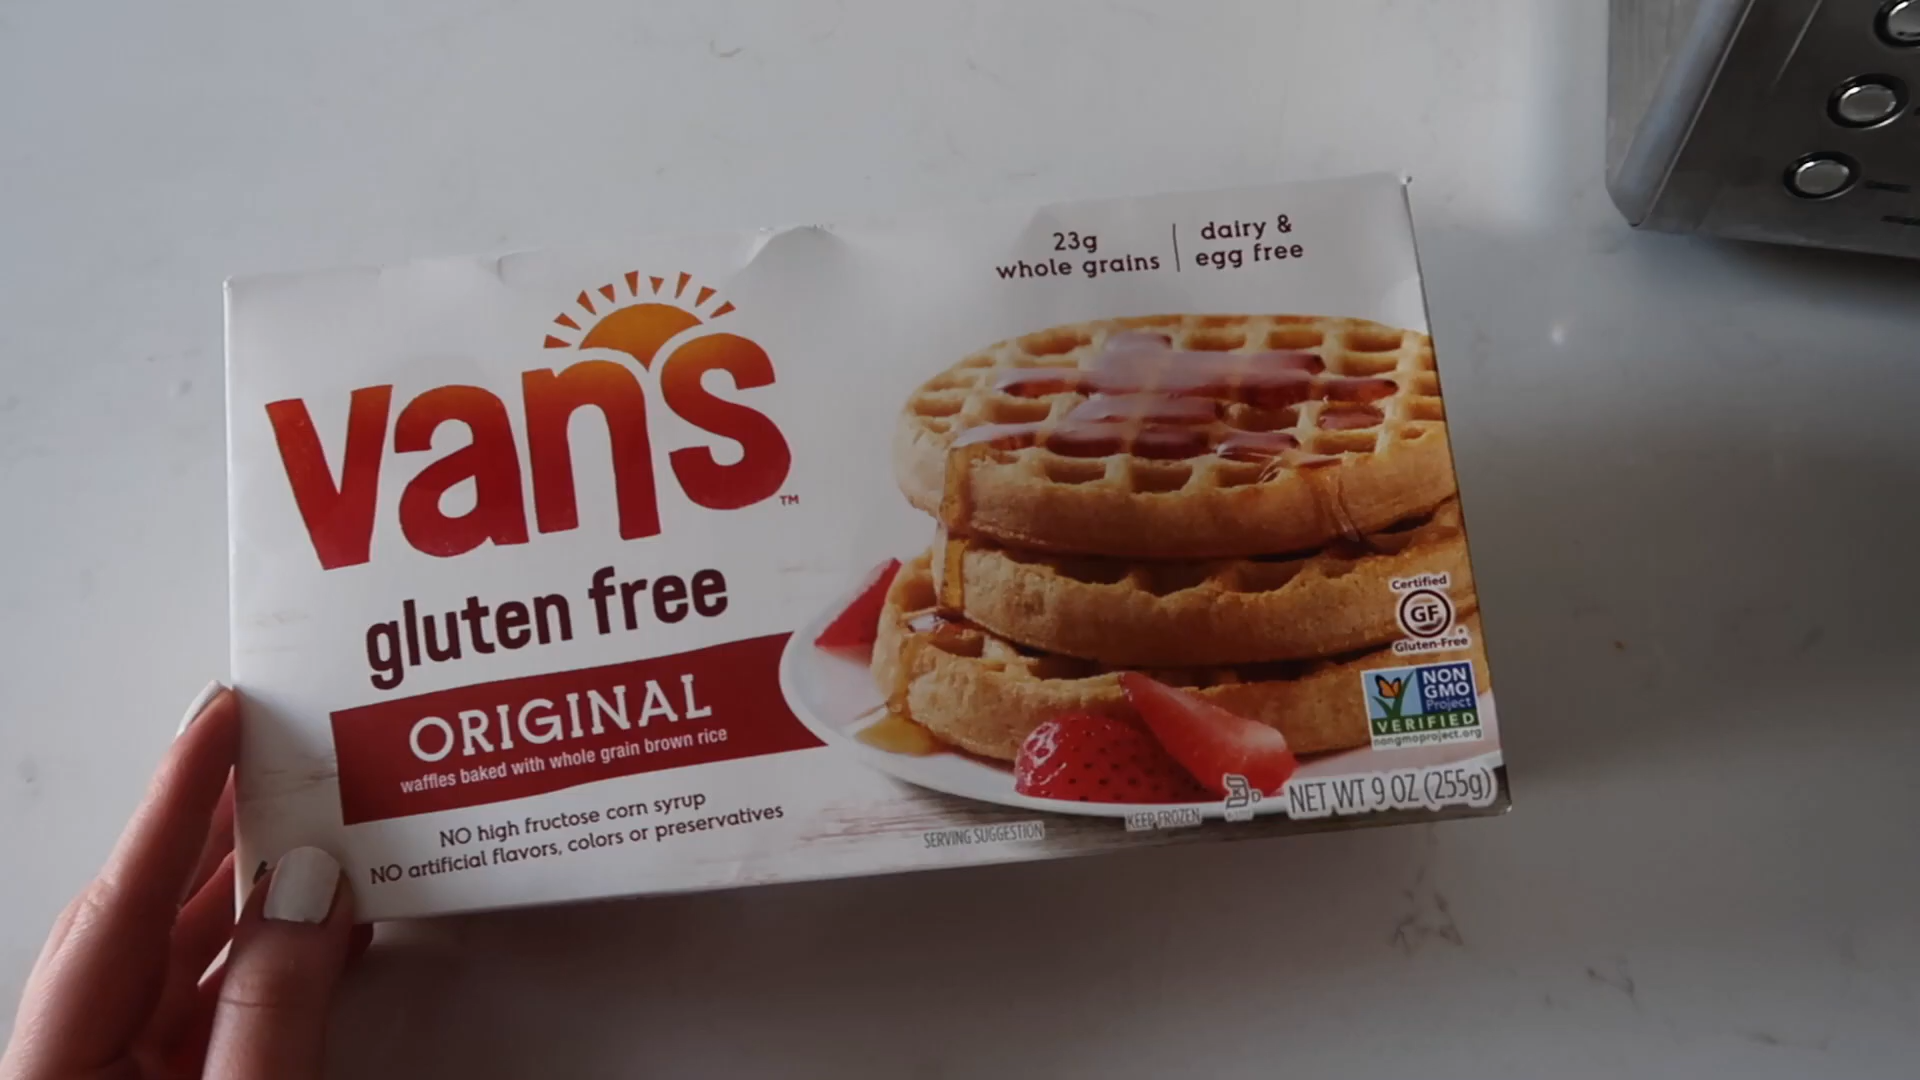 23g
whole grains
dairy &
egg free
vans™
gluten free
ORIGINAL
waffles baked with whole grain brown rice
NO high fructose corn syrup
NO artificial flavors, colors or preservatives
Certified
GF
Gluten-Free
NON
GMO
Project
VERIFIED
nongmoproject.org
SERVING SUGGESTION
KEEP FROZEN
D
NET WT 9 OZ (255g)